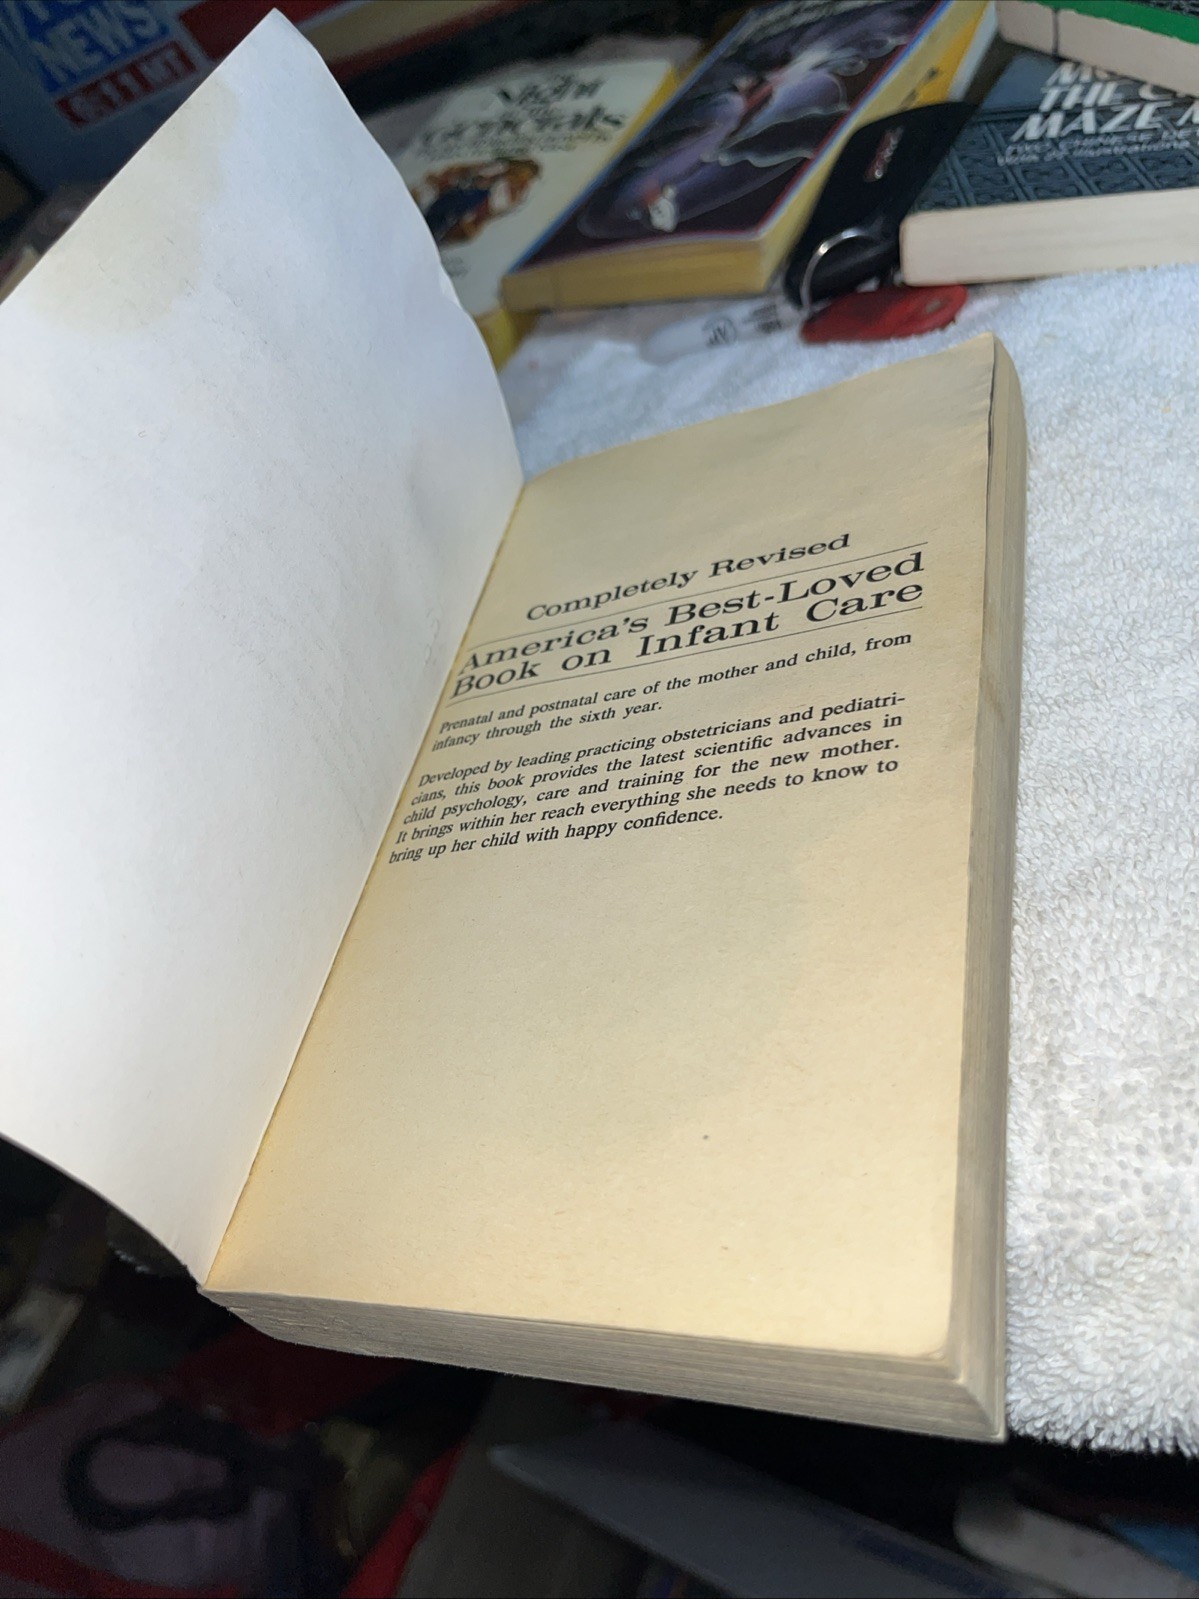 NEWS
Night
Generals
MAZE
Completely Revised
America's Best-Loved
Book on Infant Care
Prenatal and postnatal care of the mother and child, from
infancy through the sixth year.
Developed by leading practicing obstetricians and pediatri-
cians, this book provides the latest scientific advances in
child psychology, care and training for the new mother.
It brings within her reach everything she needs to know to
bring up her child with happy confidence.